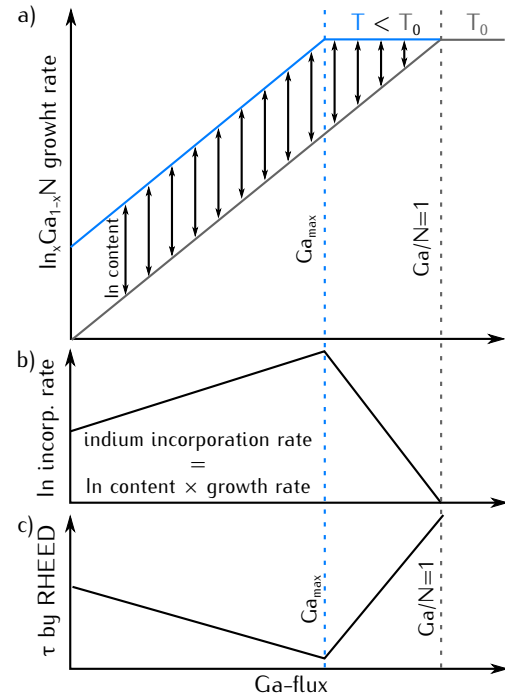 a)
T < T₀
T₀
InₓGa₁₋ₓN growht rate
In content
Gaₘₐₓ
Ga/N=1
b)
In incorp. rate
indium incorporation rate
=
In content × growth rate
c)
τ by RHEED
Gaₘₐₓ
Ga/N=1
Ga-flux